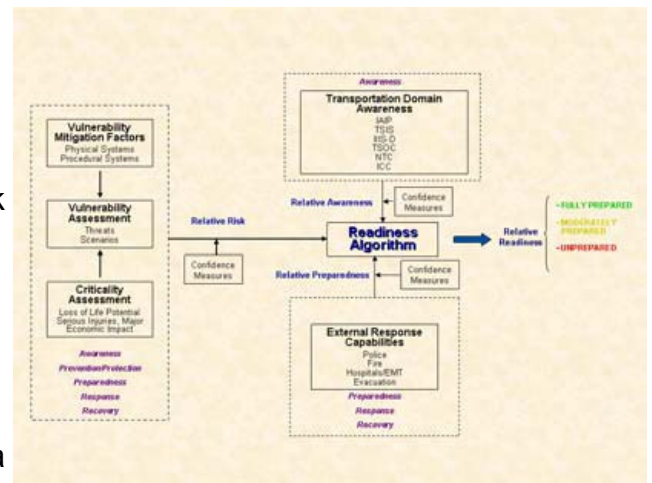 Vulnerability
Mitigation Factors
Physical Systems
Procedural Systems
Vulnerability
Assessment
Threats
Scenarios
Criticality
Assessment
Loss of Life Potential
Serious Injuries, Major
Economic Impact
Awareness
Prevention/Protection
Preparedness
Response
Recovery
Relative Risk
Confidence
Measures
Awareness
Transportation Domain
Awareness
IAIP
TSIS
TSOC
NTC
ICC
Relative Awareness
Confidence
Measures
Readiness
Algorithm
Relative Preparedness
Confidence
Measures
External Response
Capabilities
Police
Fire
Hospitals/EMT
Evacuation
Preparedness
Response
Recovery
Relative
Readiness
• FULLY PREPARED
• MODERATELY
PREPARED
• UNPREPARED
k
a